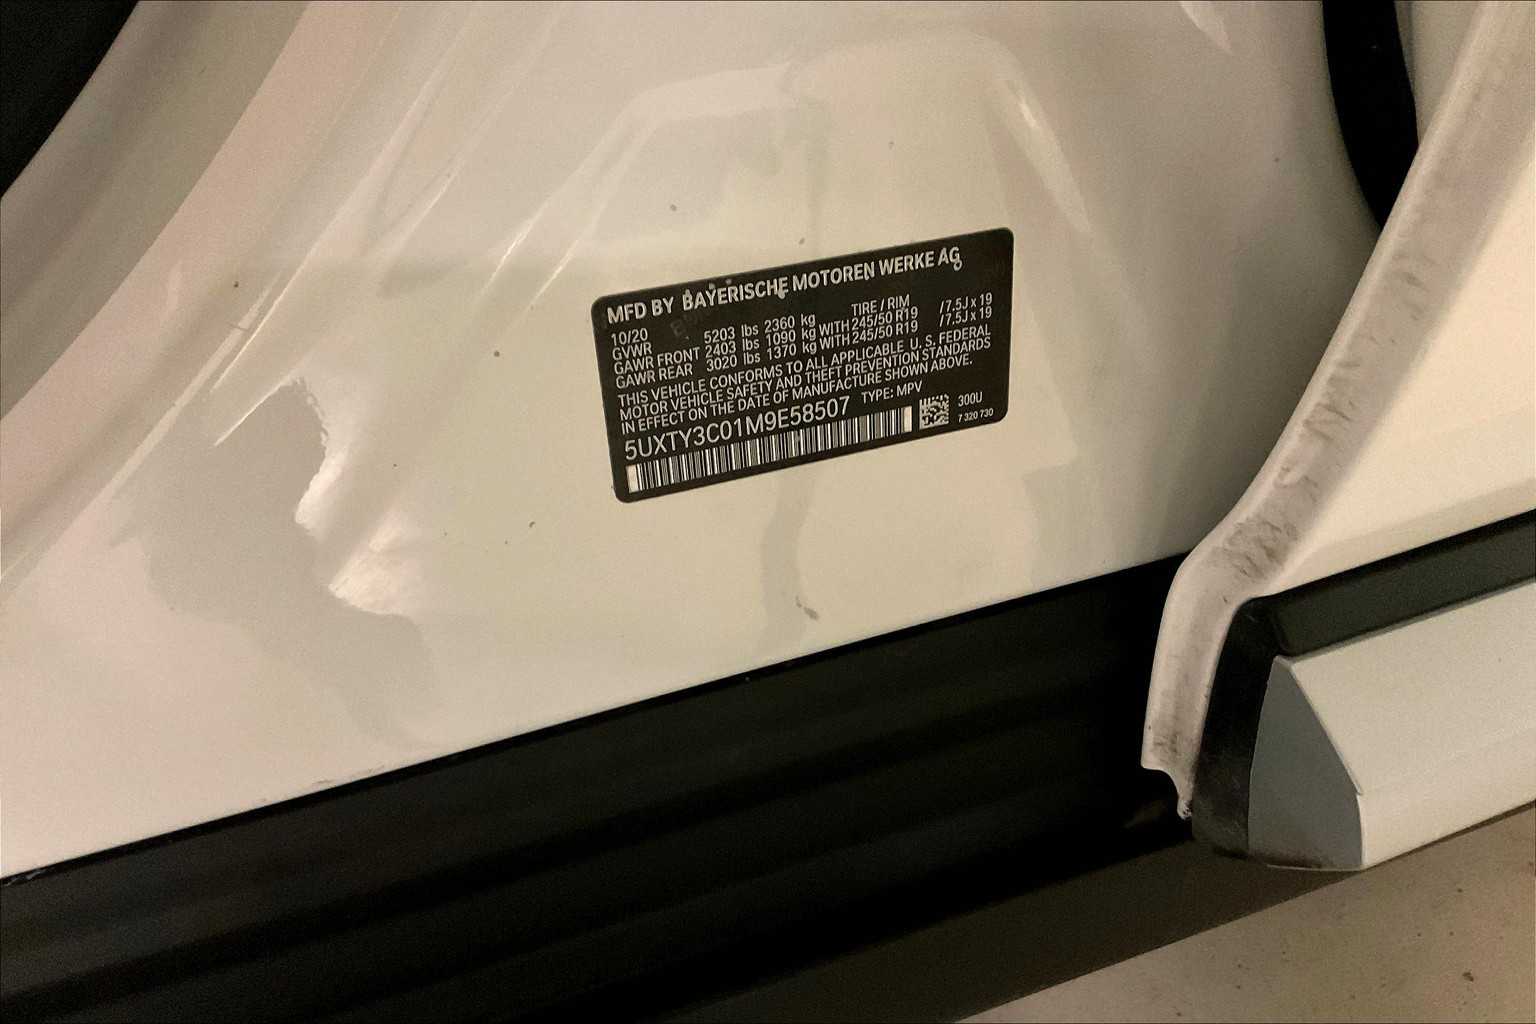 MFD BY BAYERISCHE MOTOREN WERKE AG
10/20 TIRE / RIM
GVWR 5203 lbs 2360 kg
GAWR FRONT 2403 lbs 1090 kg WITH 245/50 R19 / 7.5J x 19
GAWR REAR 3020 lbs 1370 kg WITH 245/50 R19 / 7.5J x 19
THIS VEHICLE CONFORMS TO ALL APPLICABLE U. S. FEDERAL
MOTOR VEHICLE SAFETY AND THEFT PREVENTION STANDARDS
IN EFFECT ON THE DATE OF MANUFACTURE SHOWN ABOVE.
5UXTY3C01M9E58507 TYPE: MPV
300U
7 320 730